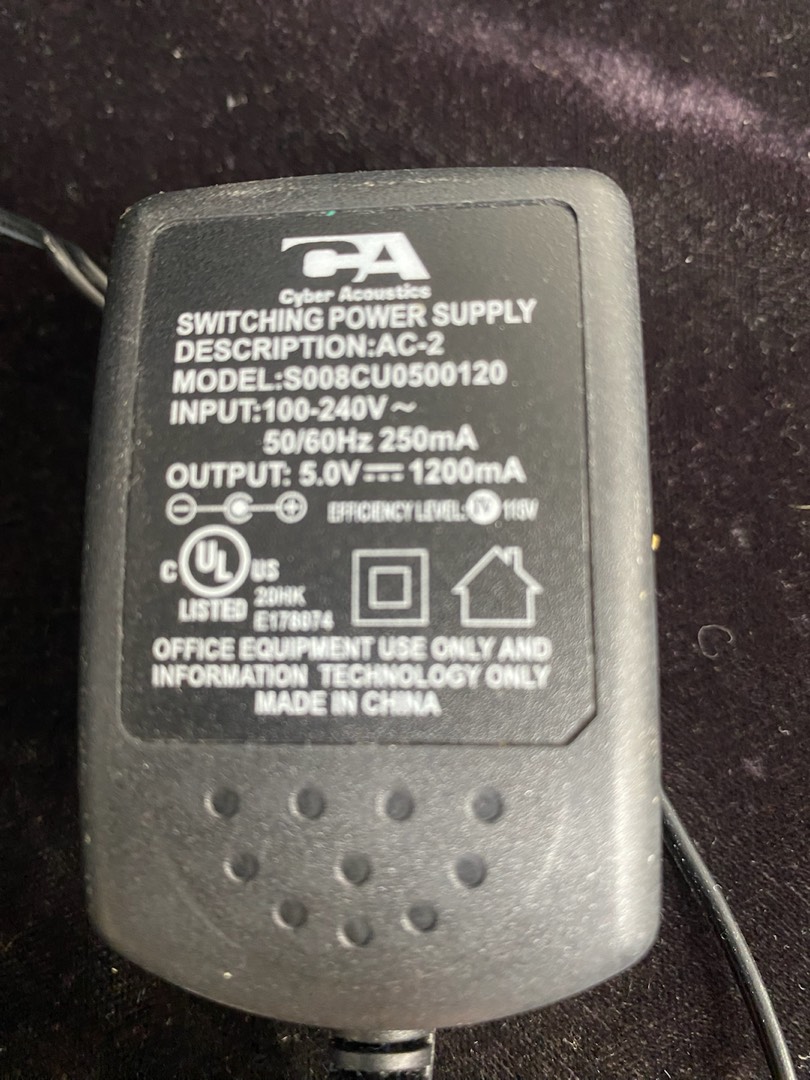 CA
Cyber Acoustics
SWITCHING POWER SUPPLY
DESCRIPTION:AC-2
MODEL:S008CU0500120
INPUT:100-240V~
50/60Hz 250mA
OUTPUT: 5.0V⎓1200mA
EFFICIENCY LEVEL: IV 115V
C UL US
LISTED 29HK
E178074
OFFICE EQUIPMENT USE ONLY AND
INFORMATION TECHNOLOGY ONLY
MADE IN CHINA